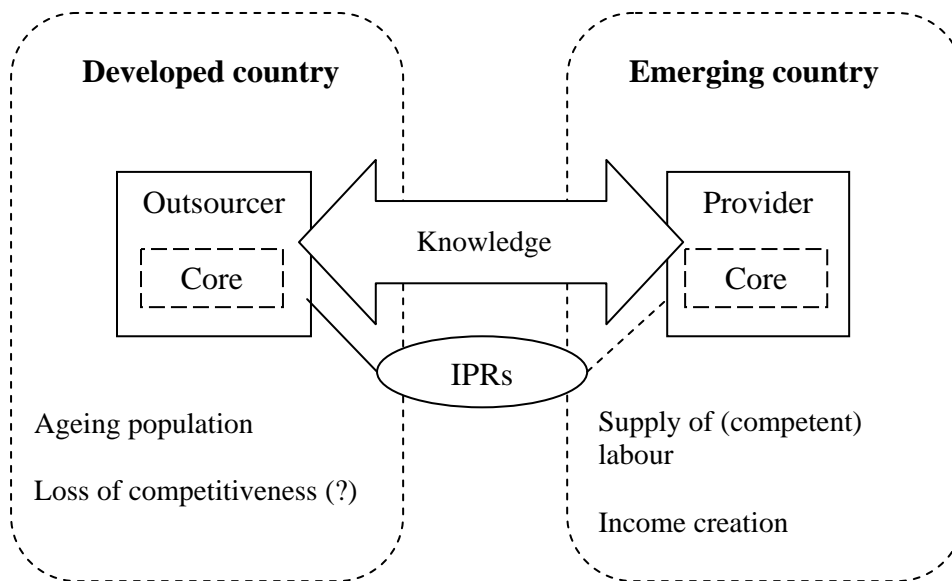 Developed country
Emerging country
Outsourcer
Core
Knowledge
Provider
Core
IPRs
Ageing population
Loss of competitiveness (?)
Supply of (competent)
labour
Income creation